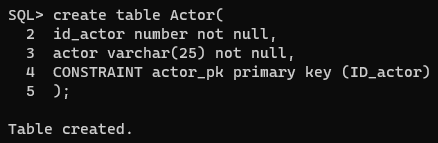 SQL> create table Actor(
  2  id_actor number not null,
  3  actor varchar(25) not null,
  4  CONSTRAINT actor_pk primary key (ID_actor)
  5  );
Table created.